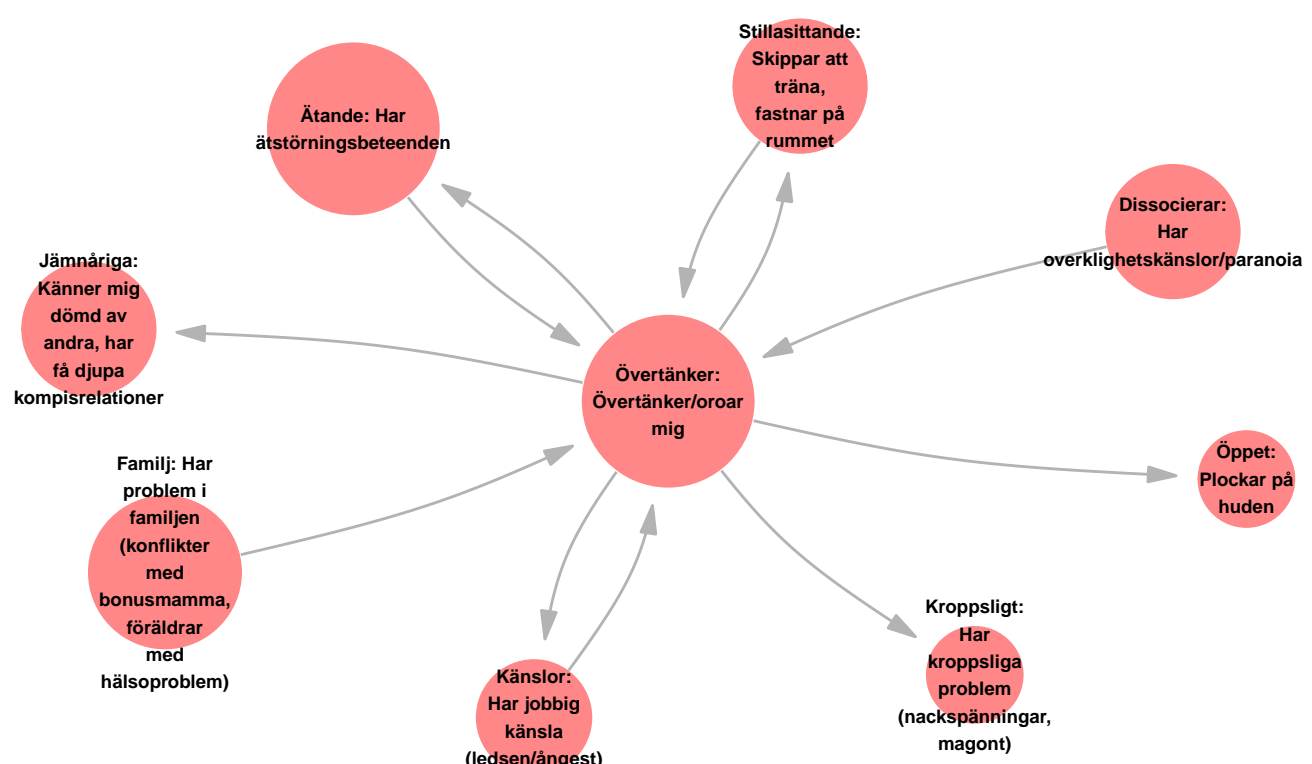 Stillasittande:
Skippar att
träna,
fastnar på
rummet
Ätande: Har
ätstörningsbeteenden
Dissocierar:
Har
overklighetskänslor/paranoia
Jämnåriga:
Känner mig
dömd av
andra, har
få djupa
kompisrelationer
Övertänker:
Övertänker/oroar
mig
Öppet:
Plockar på
huden
Familj: Har
problem i
familjen
(konflikter
med
bonusmamma,
föräldrar
med
hälsoproblem)
Kroppsligt:
Har
kroppsliga
problem
(nackspänningar,
magont)
Känslor:
Har jobbig
känsla
(ledsen/ångest)